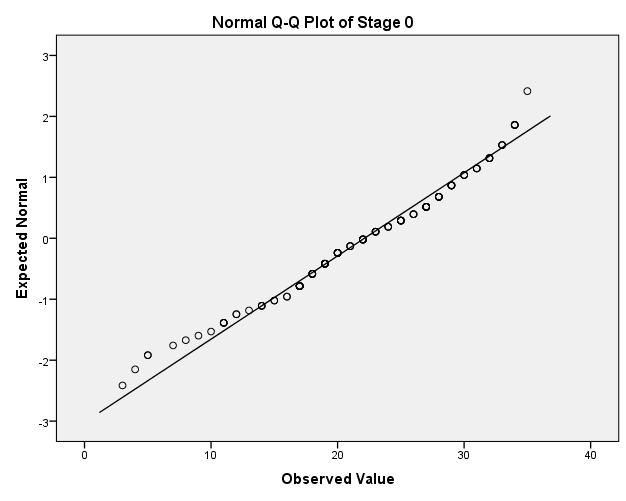 Normal Q-Q Plot of Stage 0
3
2
1
0
-1
-2
-3
Expected Normal
0 10 20 30 40
Observed Value